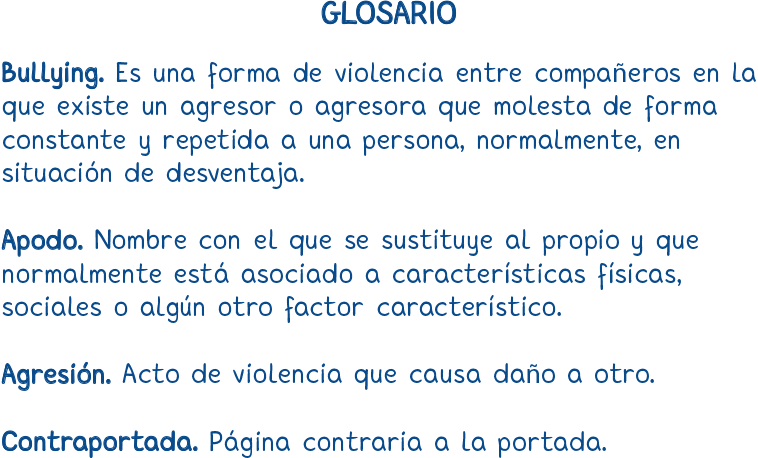 GLOSARIO
Bullying. Es una forma de violencia entre compañeros en la
que existe un agresor o agresora que molesta de forma
constante y repetida a una persona, normalmente, en
situación de desventaja.
Apodo. Nombre con el que se sustituye al propio y que
normalmente está asociado a características físicas,
sociales o algún otro factor característico.
Agresión. Acto de violencia que causa daño a otro.
Contraportada. Página contraria a la portada.